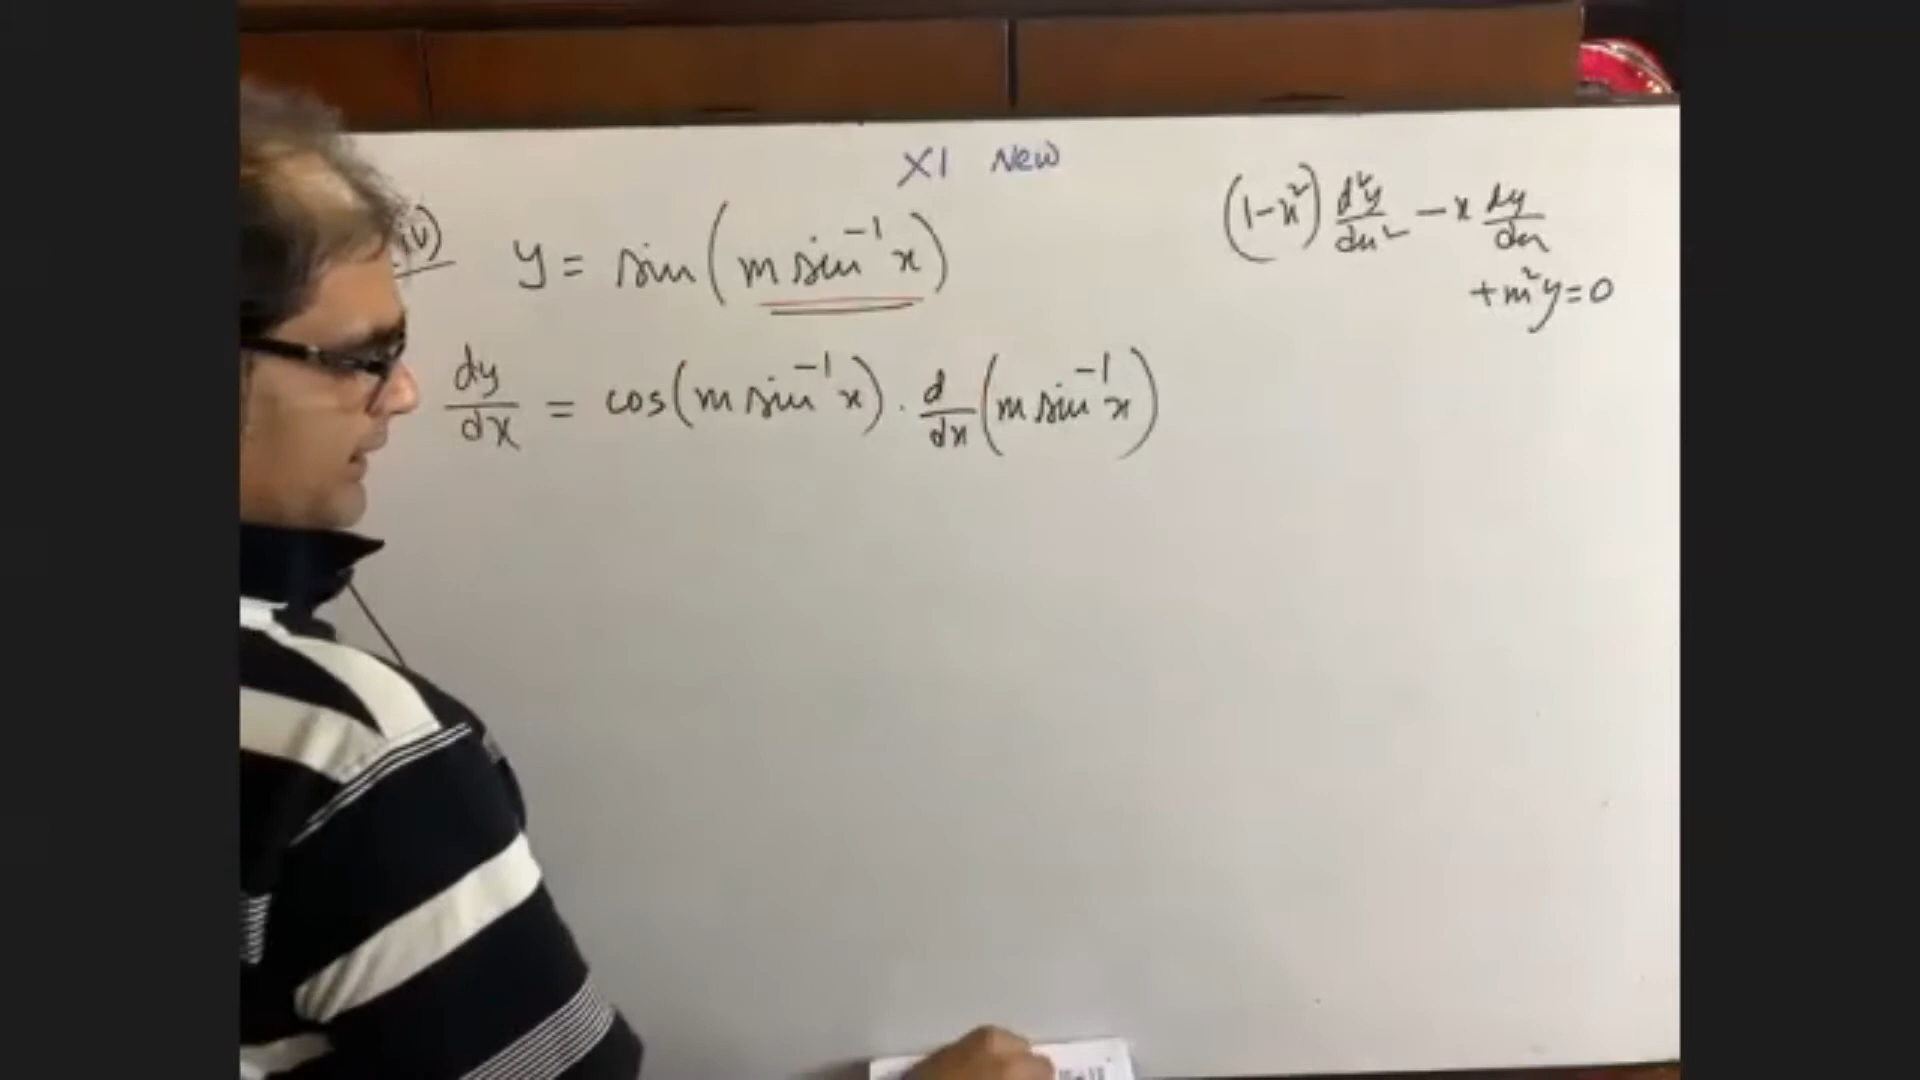 XI New
(iv) y = sin(m sin⁻¹x)
(1-x²) d²y/dx² - x dy/dx
+m²y=0
dy/dx = cos(m sin⁻¹x) · d/dx (m sin⁻¹x)